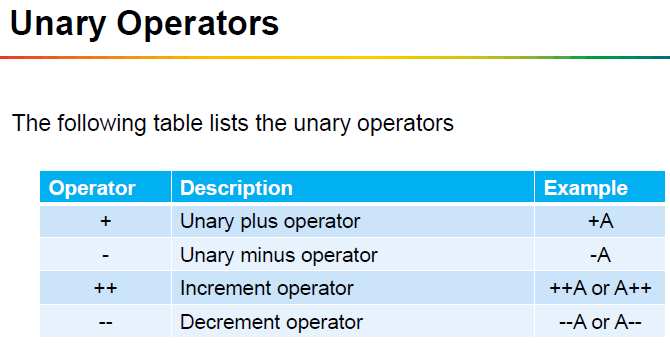 Unary Operators
The following table lists the unary operators
Operator Description Example
+ Unary plus operator +A
- Unary minus operator -A
++ Increment operator ++A or A++
-- Decrement operator --A or A--